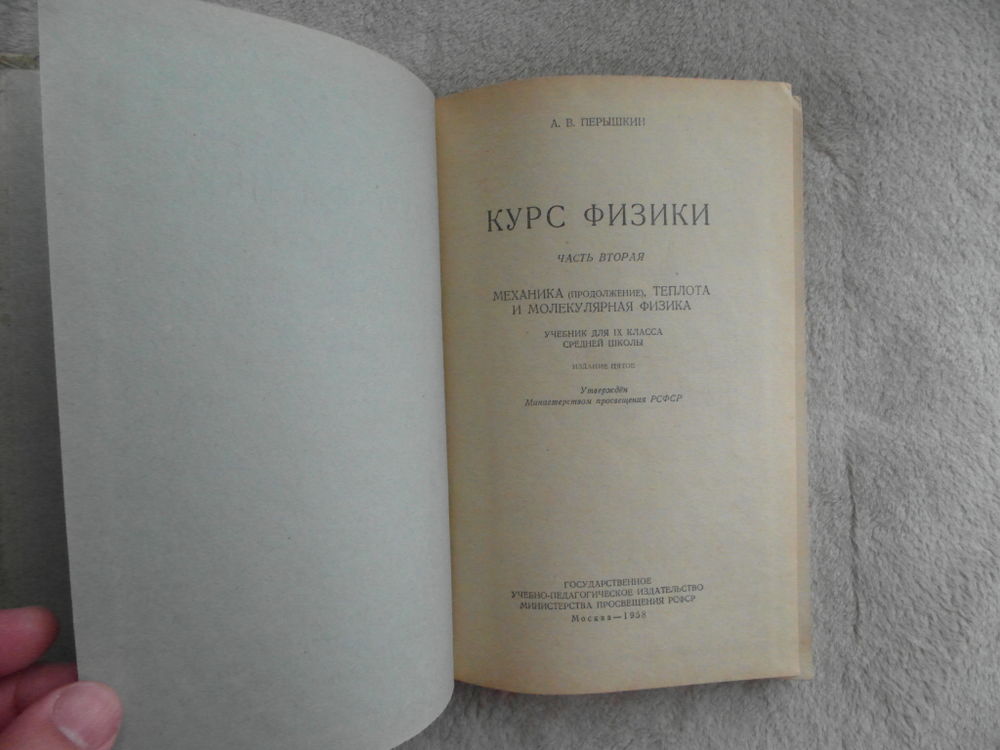 А. В. ПЕРЫШКИН
КУРС ФИЗИКИ
ЧАСТЬ ВТОРАЯ
МЕХАНИКА (ПРОДОЛЖЕНИЕ), ТЕПЛОТА
И МОЛЕКУЛЯРНАЯ ФИЗИКА
УЧЕБНИК ДЛЯ IX КЛАССА
СРЕДНЕЙ ШКОЛЫ
ИЗДАНИЕ ПЯТОЕ
Утверждён
Министерством просвещения РСФСР
ГОСУДАРСТВЕННОЕ
УЧЕБНО-ПЕДАГОГИЧЕСКОЕ ИЗДАТЕЛЬСТВО
МИНИСТЕРСТВА ПРОСВЕЩЕНИЯ РСФСР
Москва—1958